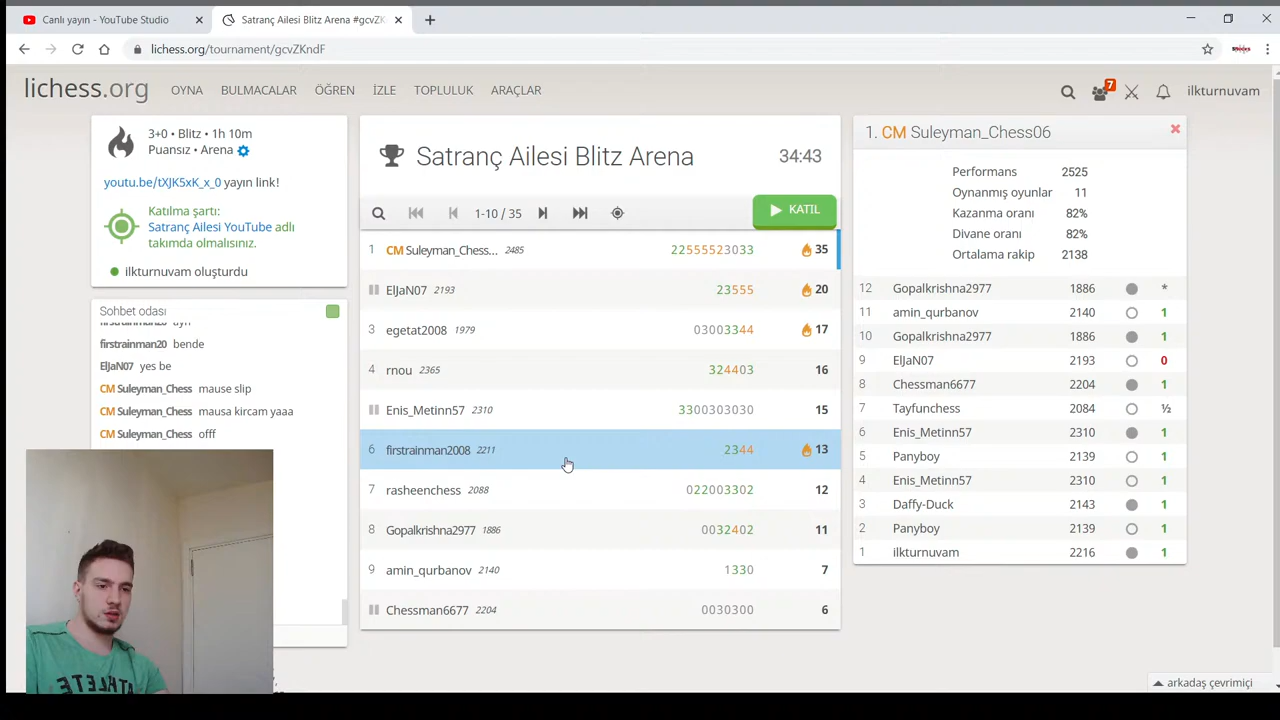 Canlı yayın - YouTube Studio
Satranç Ailesi Blitz Arena #gcvZK
lichess.org/tournament/gcvZKndF
lichess.org OYNA BULMACALAR ÖĞREN İZLE TOPLULUK ARAÇLAR 7 ilkturnuvam
3+0 • Blitz • 1h 10m
Puansız • Arena
youtu.be/tXJK5xK_x_0 yayın link!
Katılma şartı:
Satranç Ailesi YouTube adlı
takımda olmalısınız.
ilkturnuvam oluşturdu
Sohbet odası
firstrainman20 bende
ElJaN07 yes be
CM Suleyman_Chess mause slip
CM Suleyman_Chess mausa kircam yaaa
CM Suleyman_Chess offf
Satranç Ailesi Blitz Arena 34:43
1-10 / 35 KATIL
1 CM Suleyman_Chess... 2485 22555523033 35
ElJaN07 2193 23555 20
3 egetat2008 1979 03003344 17
4 rnou 2365 324403 16
Enis_Metinn57 2310 3300303030 15
6 firstrainman2008 2211 2344 13
7 rasheenchess 2088 022003302 12
8 Gopalkrishna2977 1886 0032402 11
9 amin_qurbanov 2140 1330 7
Chessman6677 2204 0030300 6
1. CM Suleyman_Chess06
Performans 2525
Oynanmış oyunlar 11
Kazanma oranı 82%
Divane oranı 82%
Ortalama rakip 2138
12 Gopalkrishna2977 1886 *
11 amin_qurbanov 2140 1
10 Gopalkrishna2977 1886 1
9 ElJaN07 2193 0
8 Chessman6677 2204 1
7 Tayfunchess 2084 ½
6 Enis_Metinn57 2310 1
5 Panyboy 2139 1
4 Enis_Metinn57 2310 1
3 Daffy-Duck 2043 1
2 Panyboy 2139 1
1 ilkturnuvam 2216 1
arkadaş çevrimiçi